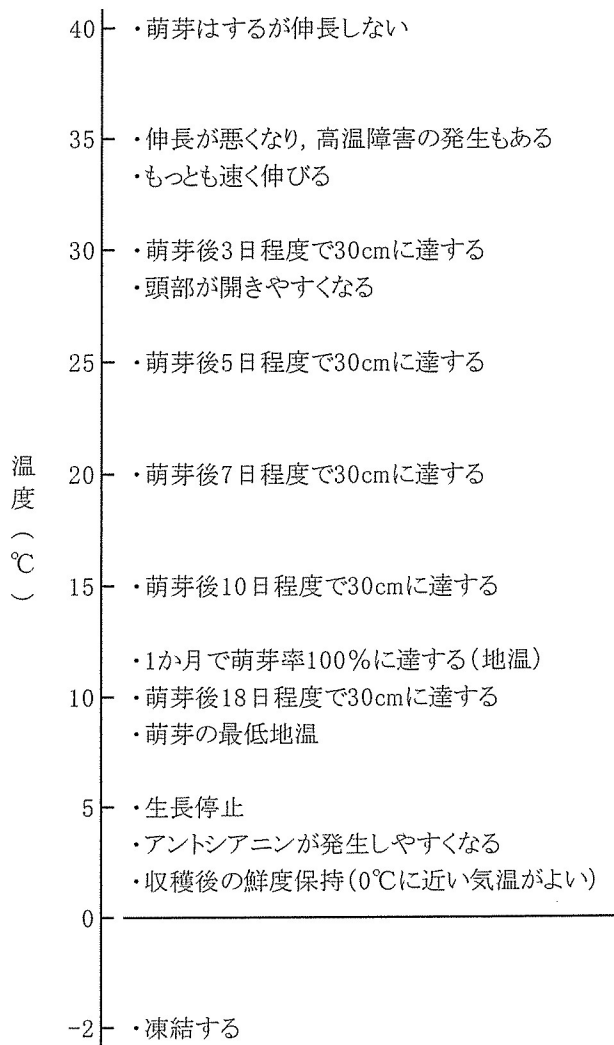 40 ・萌芽はするが伸長しない
35 ・伸長が悪くなり,高温障害の発生もある
・もっとも速く伸びる
30 ・萌芽後3日程度で30cmに達する
・頭部が開きやすくなる
25 ・萌芽後5日程度で30cmに達する
温度(℃)
20 ・萌芽後7日程度で30cmに達する
15 ・萌芽後10日程度で30cmに達する
・1か月で萌芽率100%に達する(地温)
10 ・萌芽後18日程度で30cmに達する
・萌芽の最低地温
5 ・生長停止
・アントシアニンが発生しやすくなる
・収穫後の鮮度保持(0℃に近い気温がよい)
0
-2 ・凍結する